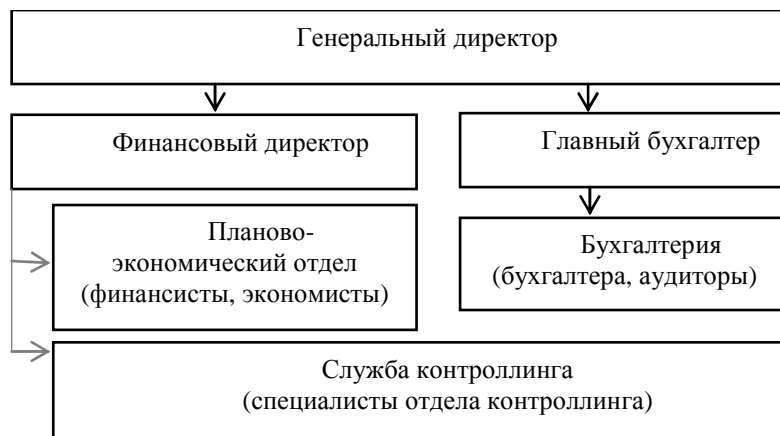 Генеральный директор
Финансовый директор
Главный бухгалтер
Планово-
экономический отдел
(финансисты, экономисты)
Бухгалтерия
(бухгалтера, аудиторы)
Служба контроллинга
(специалисты отдела контроллинга)